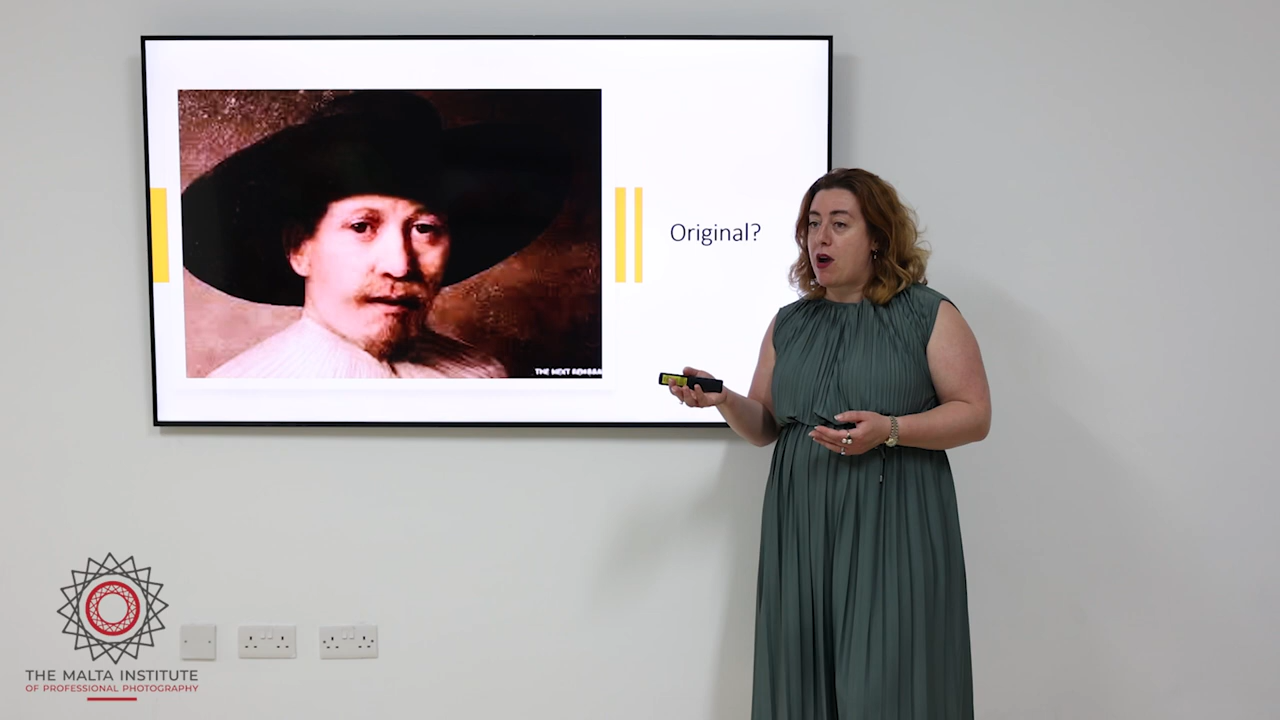 Original?
THE NEXT REMBRA
THE MALTA INSTITUTE
OF PROFESSIONAL PHOTOGRAPHY